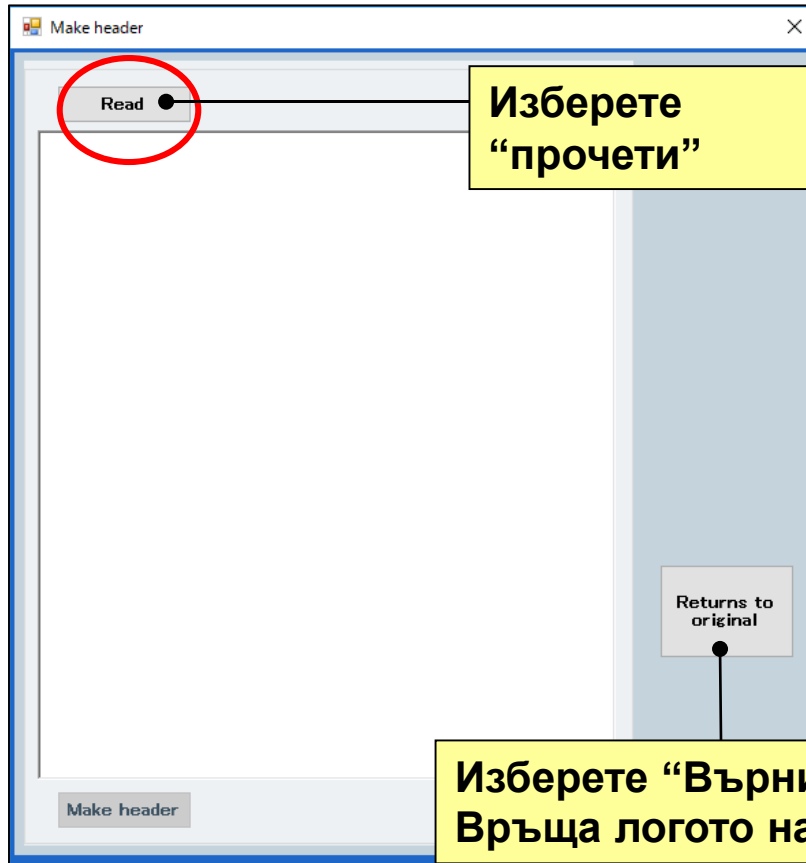 Make header
Read
Изберете
“прочети”
Returns to
original
Изберете “Върни
Връща логото на
Make header